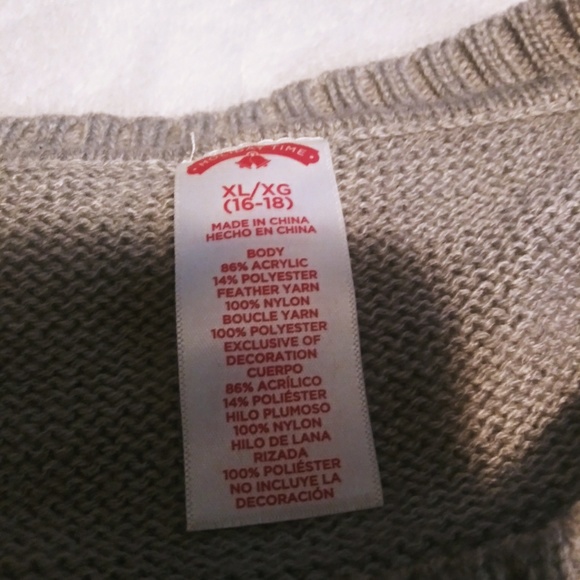 HOLIDAY TIME
XL/XG
(16-18)
MADE IN CHINA
HECHO EN CHINA
BODY
86% ACRYLIC
14% POLYESTER
FEATHER YARN
100% NYLON
BOUCLE YARN
100% POLYESTER
EXCLUSIVE OF
DECORATION
CUERPO
86% ACRÍLICO
14% POLIÉSTER
HILO PLUMOSO
100% NYLON
HILO DE LANA
RIZADA
100% POLIÉSTER
NO INCLUYE LA
DECORACIÓN